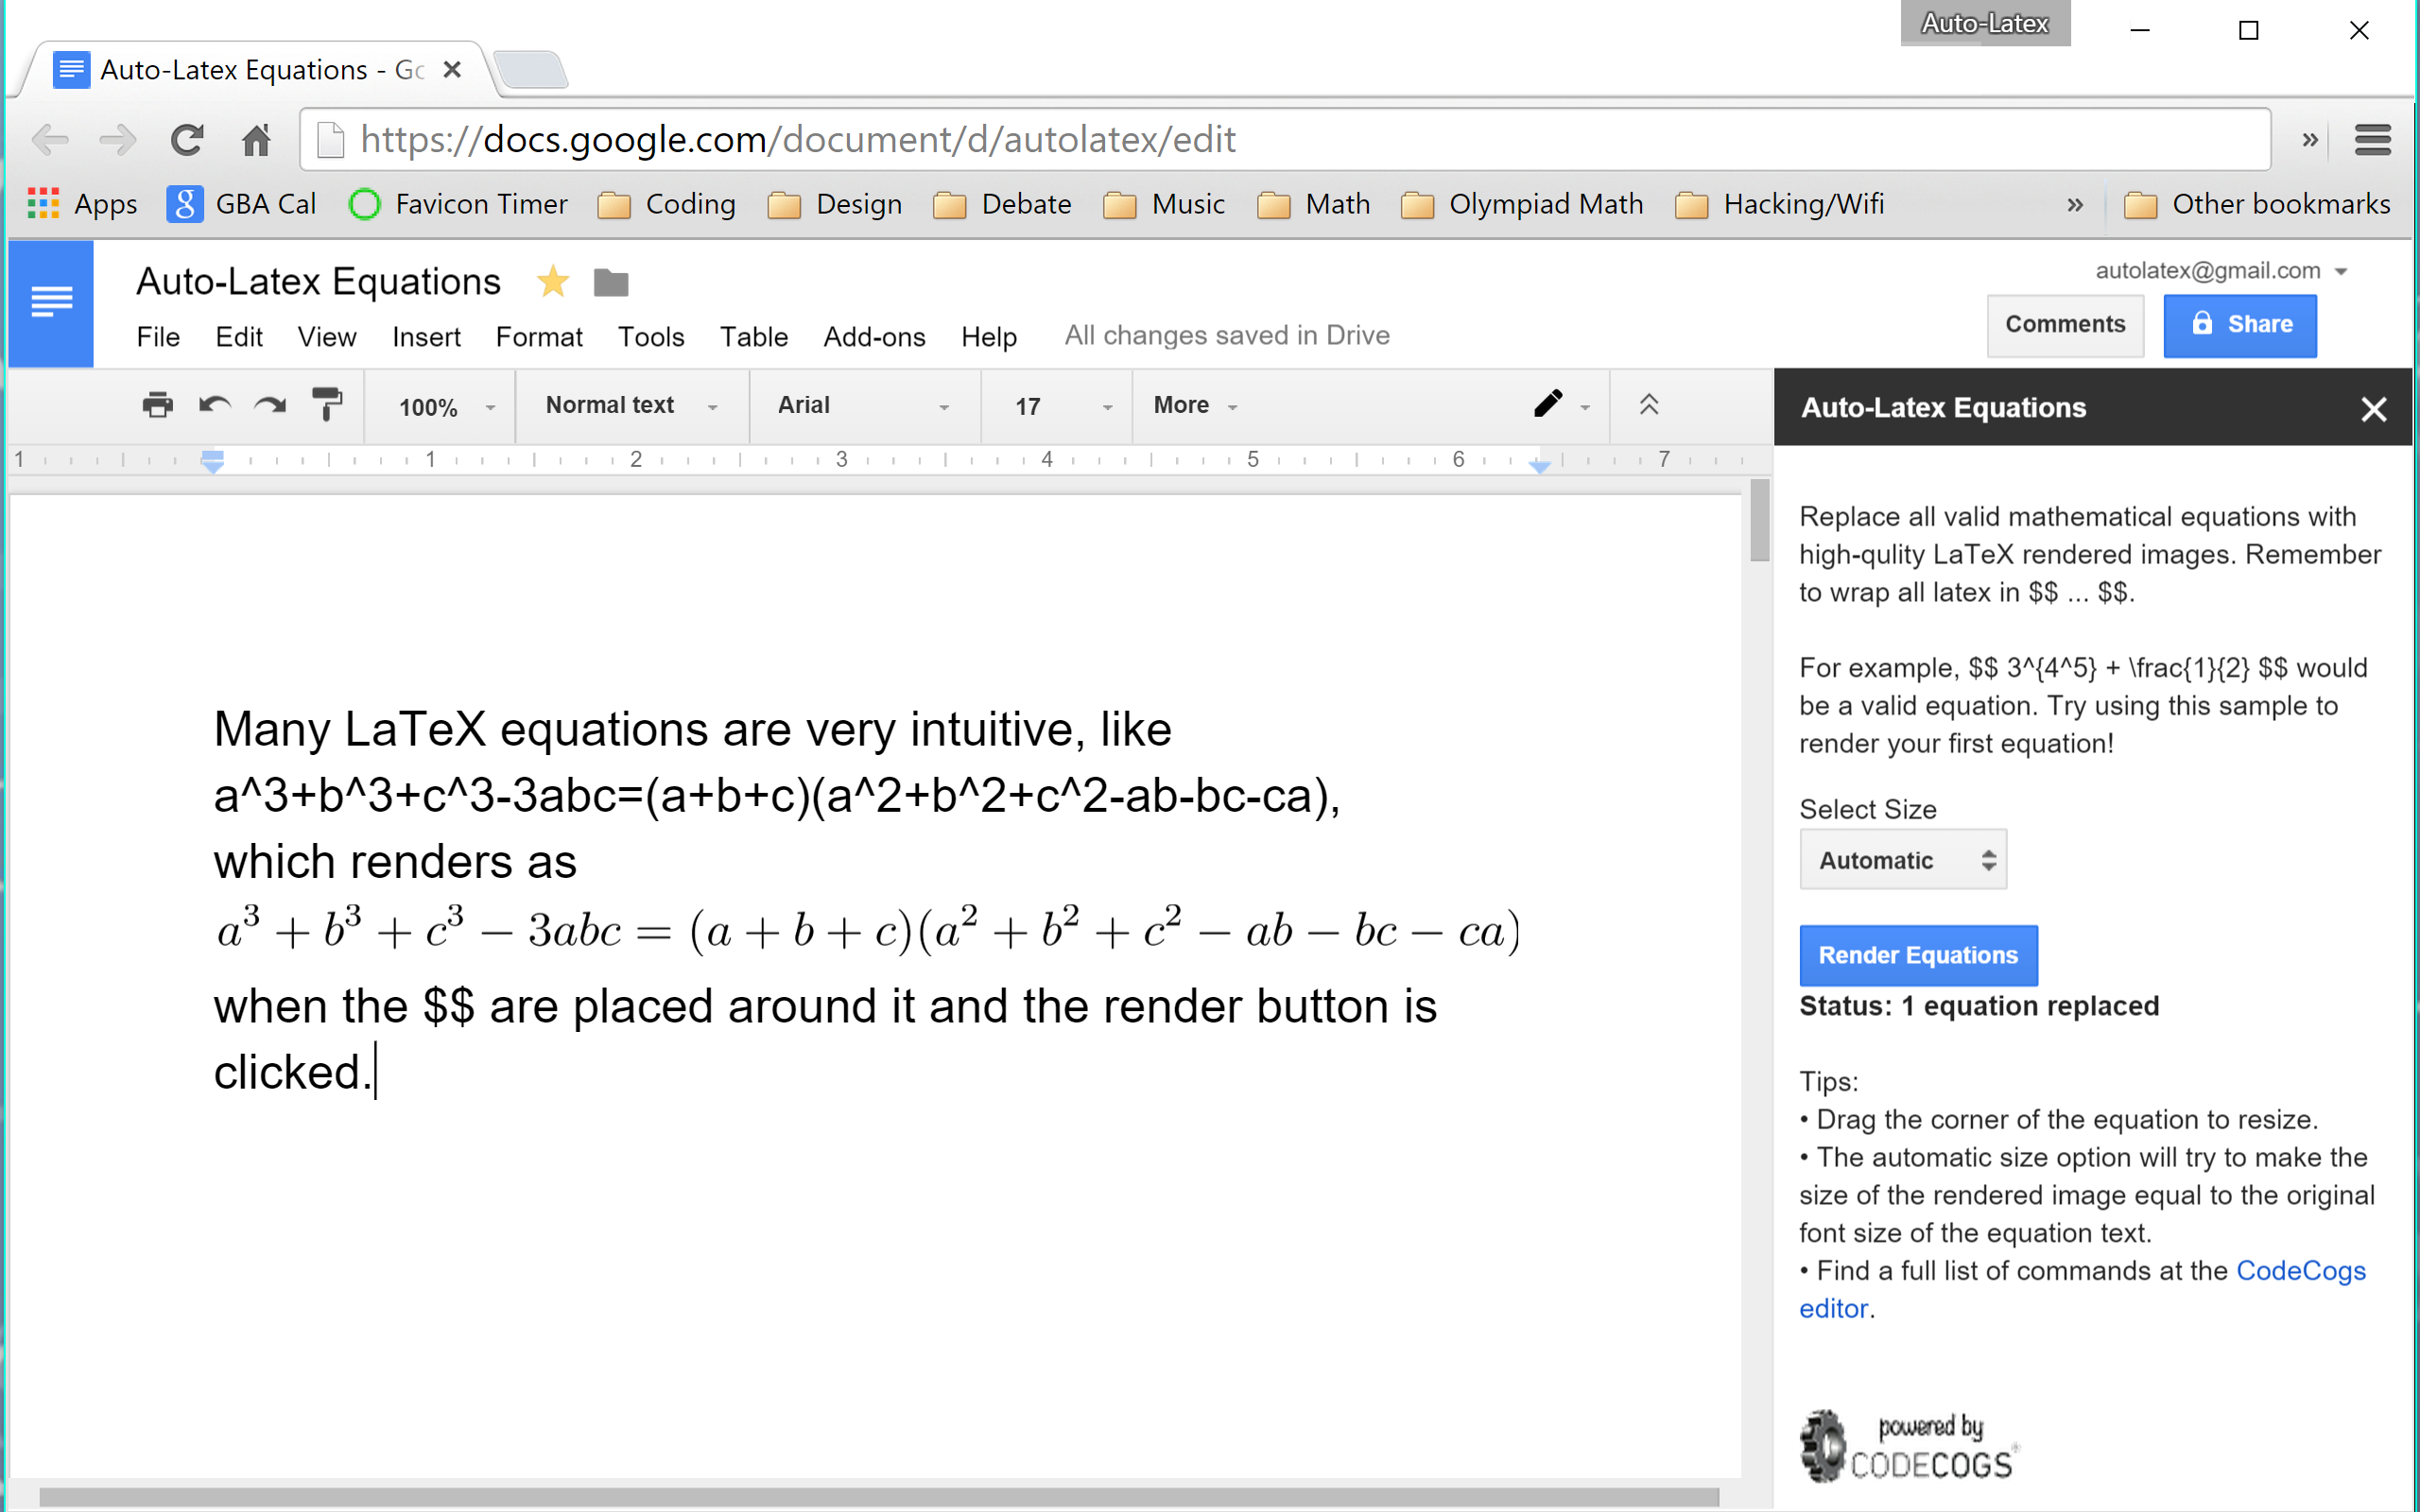 Auto-Latex
Auto-Latex Equations - Go
https://docs.google.com/document/d/autolatex/edit
Apps GBA Cal Favicon Timer Coding Design Debate Music Math Olympiad Math Hacking/Wifi » Other bookmarks
Auto-Latex Equations
autolatex@gmail.com
File Edit View Insert Format Tools Table Add-ons Help All changes saved in Drive
Comments Share
100% Normal text Arial 17 More
Auto-Latex Equations
1 1 2 3 4 5 6 7
Many LaTeX equations are very intuitive, like
a^3+b^3+c^3-3abc=(a+b+c)(a^2+b^2+c^2-ab-bc-ca),
which renders as
a³ + b³ + c³ − 3abc = (a + b + c)(a² + b² + c² − ab − bc − ca)
when the $$ are placed around it and the render button is
clicked.
Replace all valid mathematical equations with
high-qulity LaTeX rendered images. Remember
to wrap all latex in $$ ... $$.
For example, $$ 3^{4^5} + \frac{1}{2} $$ would
be a valid equation. Try using this sample to
render your first equation!
Select Size
Automatic
Render Equations
Status: 1 equation replaced
Tips:
• Drag the corner of the equation to resize.
• The automatic size option will try to make the
size of the rendered image equal to the original
font size of the equation text.
• Find a full list of commands at the CodeCogs
editor.
powered by
CODECOGS